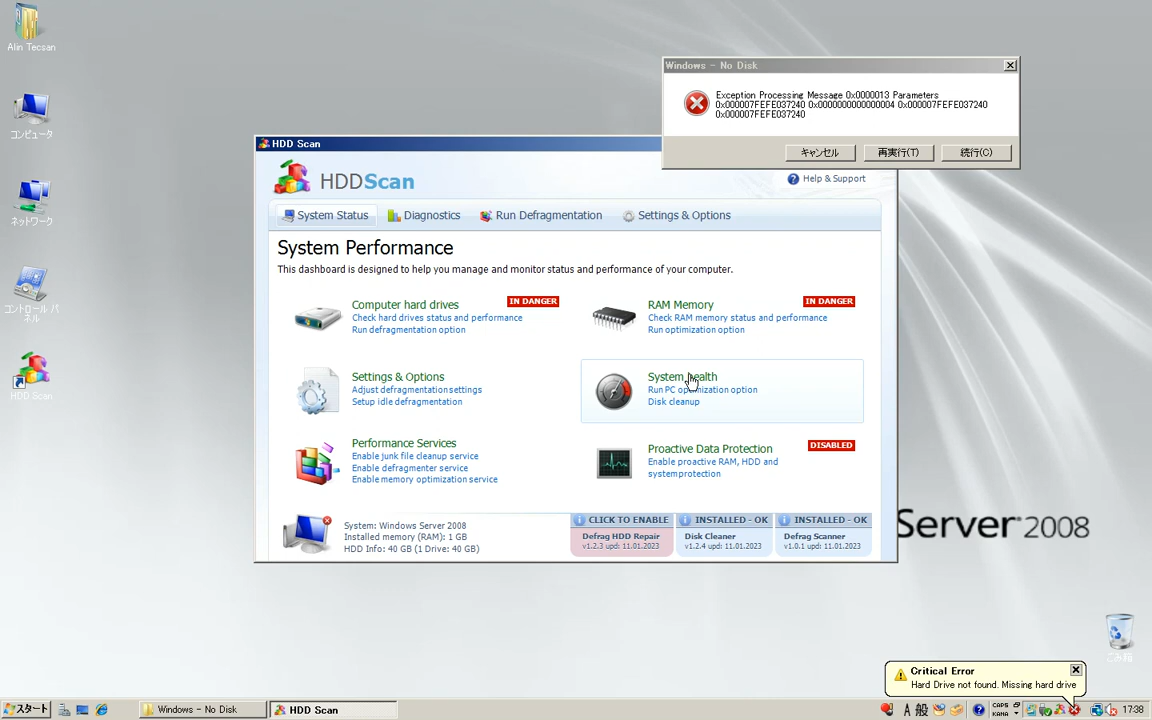 Alin Tecsan
コンピュータ
ネットワーク
コントロール パネル
HDD Scan
Windows - No Disk
Exception Processing Message 0x0000013 Parameters
0x000007FEFE037240 0x0000000000000004 0x000007FEFE037240
0x000007FEFE037240
キャンセル
再実行(T)
続行(C)
HDD Scan
HDDScan
Help & Support
System Status
Diagnostics
Run Defragmentation
Settings & Options
System Performance
This dashboard is designed to help you manage and monitor status and performance of your computer.
Computer hard drives
IN DANGER
Check hard drives status and performance
Run defragmentation option
RAM Memory
IN DANGER
Check RAM memory status and performance
Run optimization option
Settings & Options
Adjust defragmentation settings
Setup idle defragmentation
System health
Run PC optimization option
Disk cleanup
Performance Services
Enable junk file cleanup service
Enable defragmenter service
Enable memory optimization service
Proactive Data Protection
DISABLED
Enable proactive RAM, HDD and
system protection
System: Windows Server 2008
Installed memory (RAM): 1 GB
HDD Info: 40 GB (1 Drive: 40 GB)
CLICK TO ENABLE
Defrag HDD Repair
v1.2.3 upd: 11.01.2023
INSTALLED - OK
Disk Cleaner
v1.2.4 upd: 11.01.2023
INSTALLED - OK
Defrag Scanner
v1.0.1 upd: 11.01.2023
Server 2008
ごみ箱
Critical Error
Hard Drive not found. Missing hard drive
スタート
Windows - No Disk
HDD Scan
A 般
CAPS
KANA
17:38